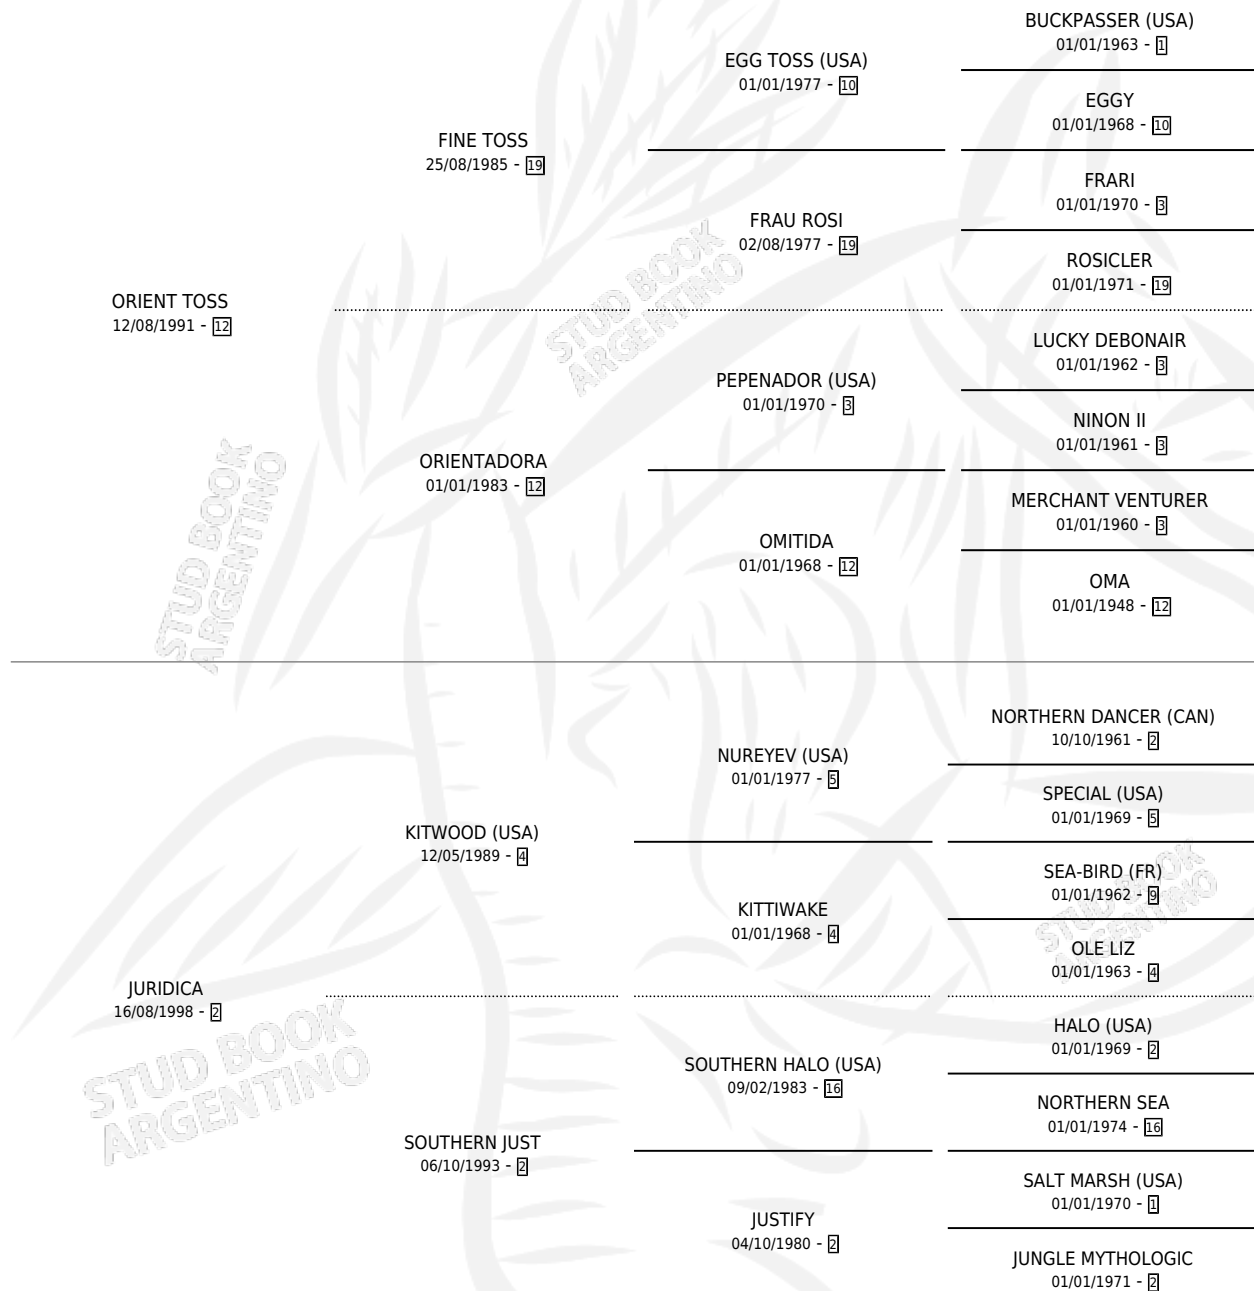 BUCKPASSER (USA)
01/01/1963 - 1
EGG TOSS (USA)
01/01/1977 - 10
EGGY
01/01/1968 - 10
FINE TOSS
25/08/1985 - 19
FRARI
01/01/1970 - 3
FRAU ROSI
02/08/1977 - 19
ROSICLER
01/01/1971 - 19
ORIENT TOSS
12/08/1991 - 12
STUD BOOK
ARGENTINO
LUCKY DEBONAIR
01/01/1962 - 3
PEPENADOR (USA)
01/01/1970 - 3
NINON II
01/01/1961 - 3
ORIENTADORA
01/01/1983 - 12
MERCHANT VENTURER
01/01/1960 - 3
OMITIDA
01/01/1968 - 12
OMA
01/01/1948 - 12
STUD BOOK
ARGENTINO
NORTHERN DANCER (CAN)
10/10/1961 - 2
NUREYEV (USA)
01/01/1977 - 5
SPECIAL (USA)
01/01/1969 - 5
KITWOOD (USA)
12/05/1989 - 4
SEA-BIRD (FR)
01/01/1962 - 9
KITTIWAKE
01/01/1968 - 4
OLE LIZ
01/01/1963 - 4
STUD BOOK
ARGENTINO
JURIDICA
16/08/1998 - 2
HALO (USA)
01/01/1969 - 2
SOUTHERN HALO (USA)
09/02/1983 - 16
NORTHERN SEA
01/01/1974 - 16
STUD BOOK
ARGENTINO
SOUTHERN JUST
06/10/1993 - 2
SALT MARSH (USA)
01/01/1970 - 1
JUSTIFY
04/10/1980 - 2
JUNGLE MYTHOLOGIC
01/01/1971 - 2